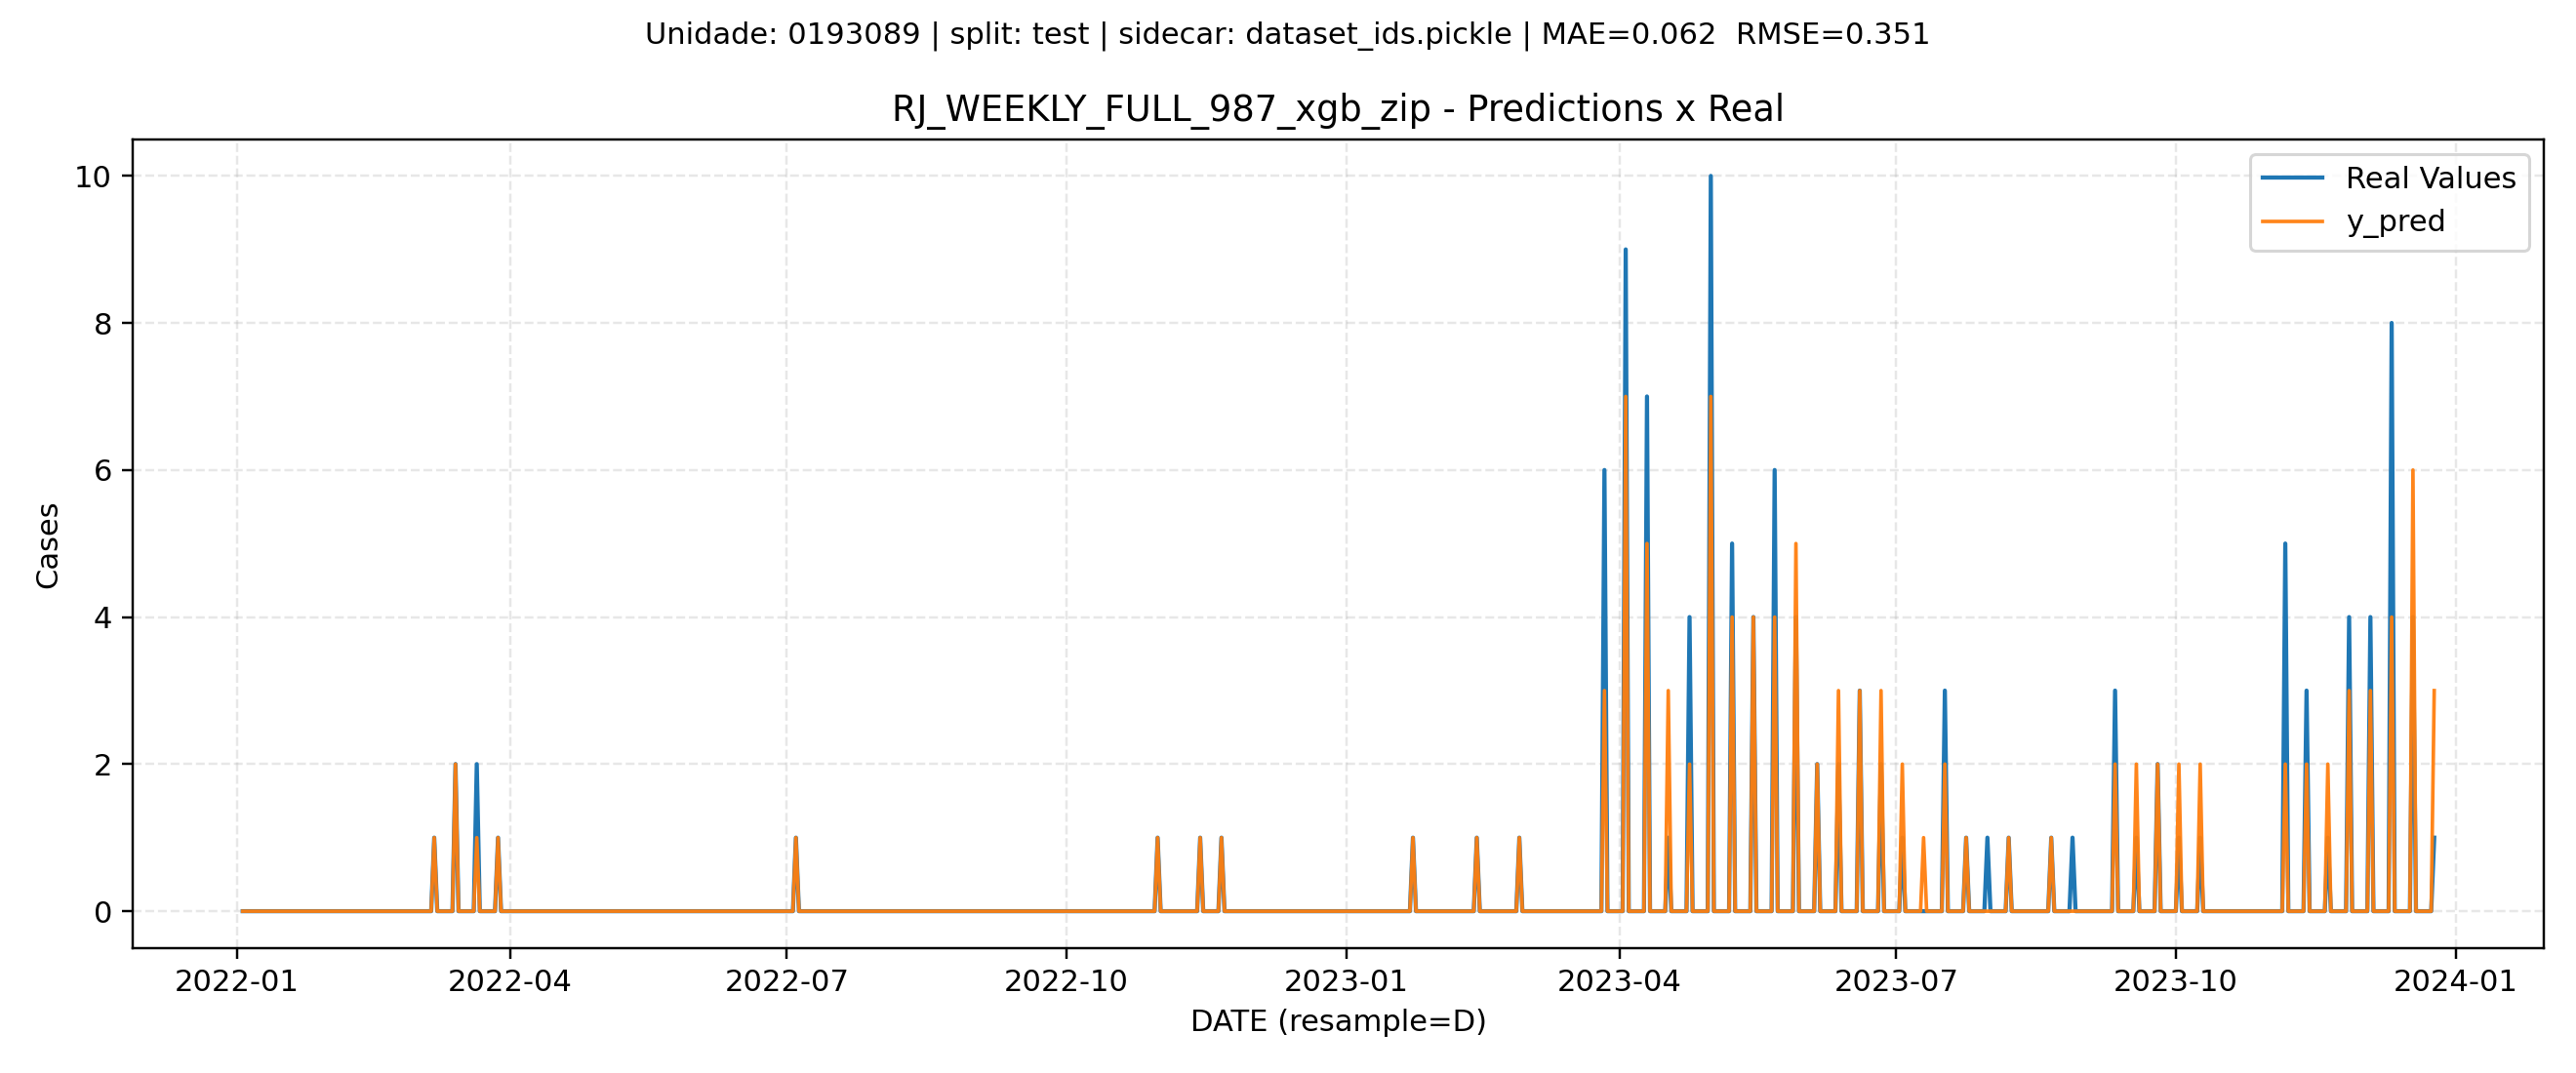 Unidade: 0193089 | split: test | sidecar: dataset_ids.pickle | MAE=0.062  RMSE=0.351
RJ_WEEKLY_FULL_987_xgb_zip - Predictions x Real
Real Values
y_pred
10
8
6
4
2
0
Cases
2022-01
2022-04
2022-07
2022-10
2023-01
2023-04
2023-07
2023-10
2024-01
DATE (resample=D)